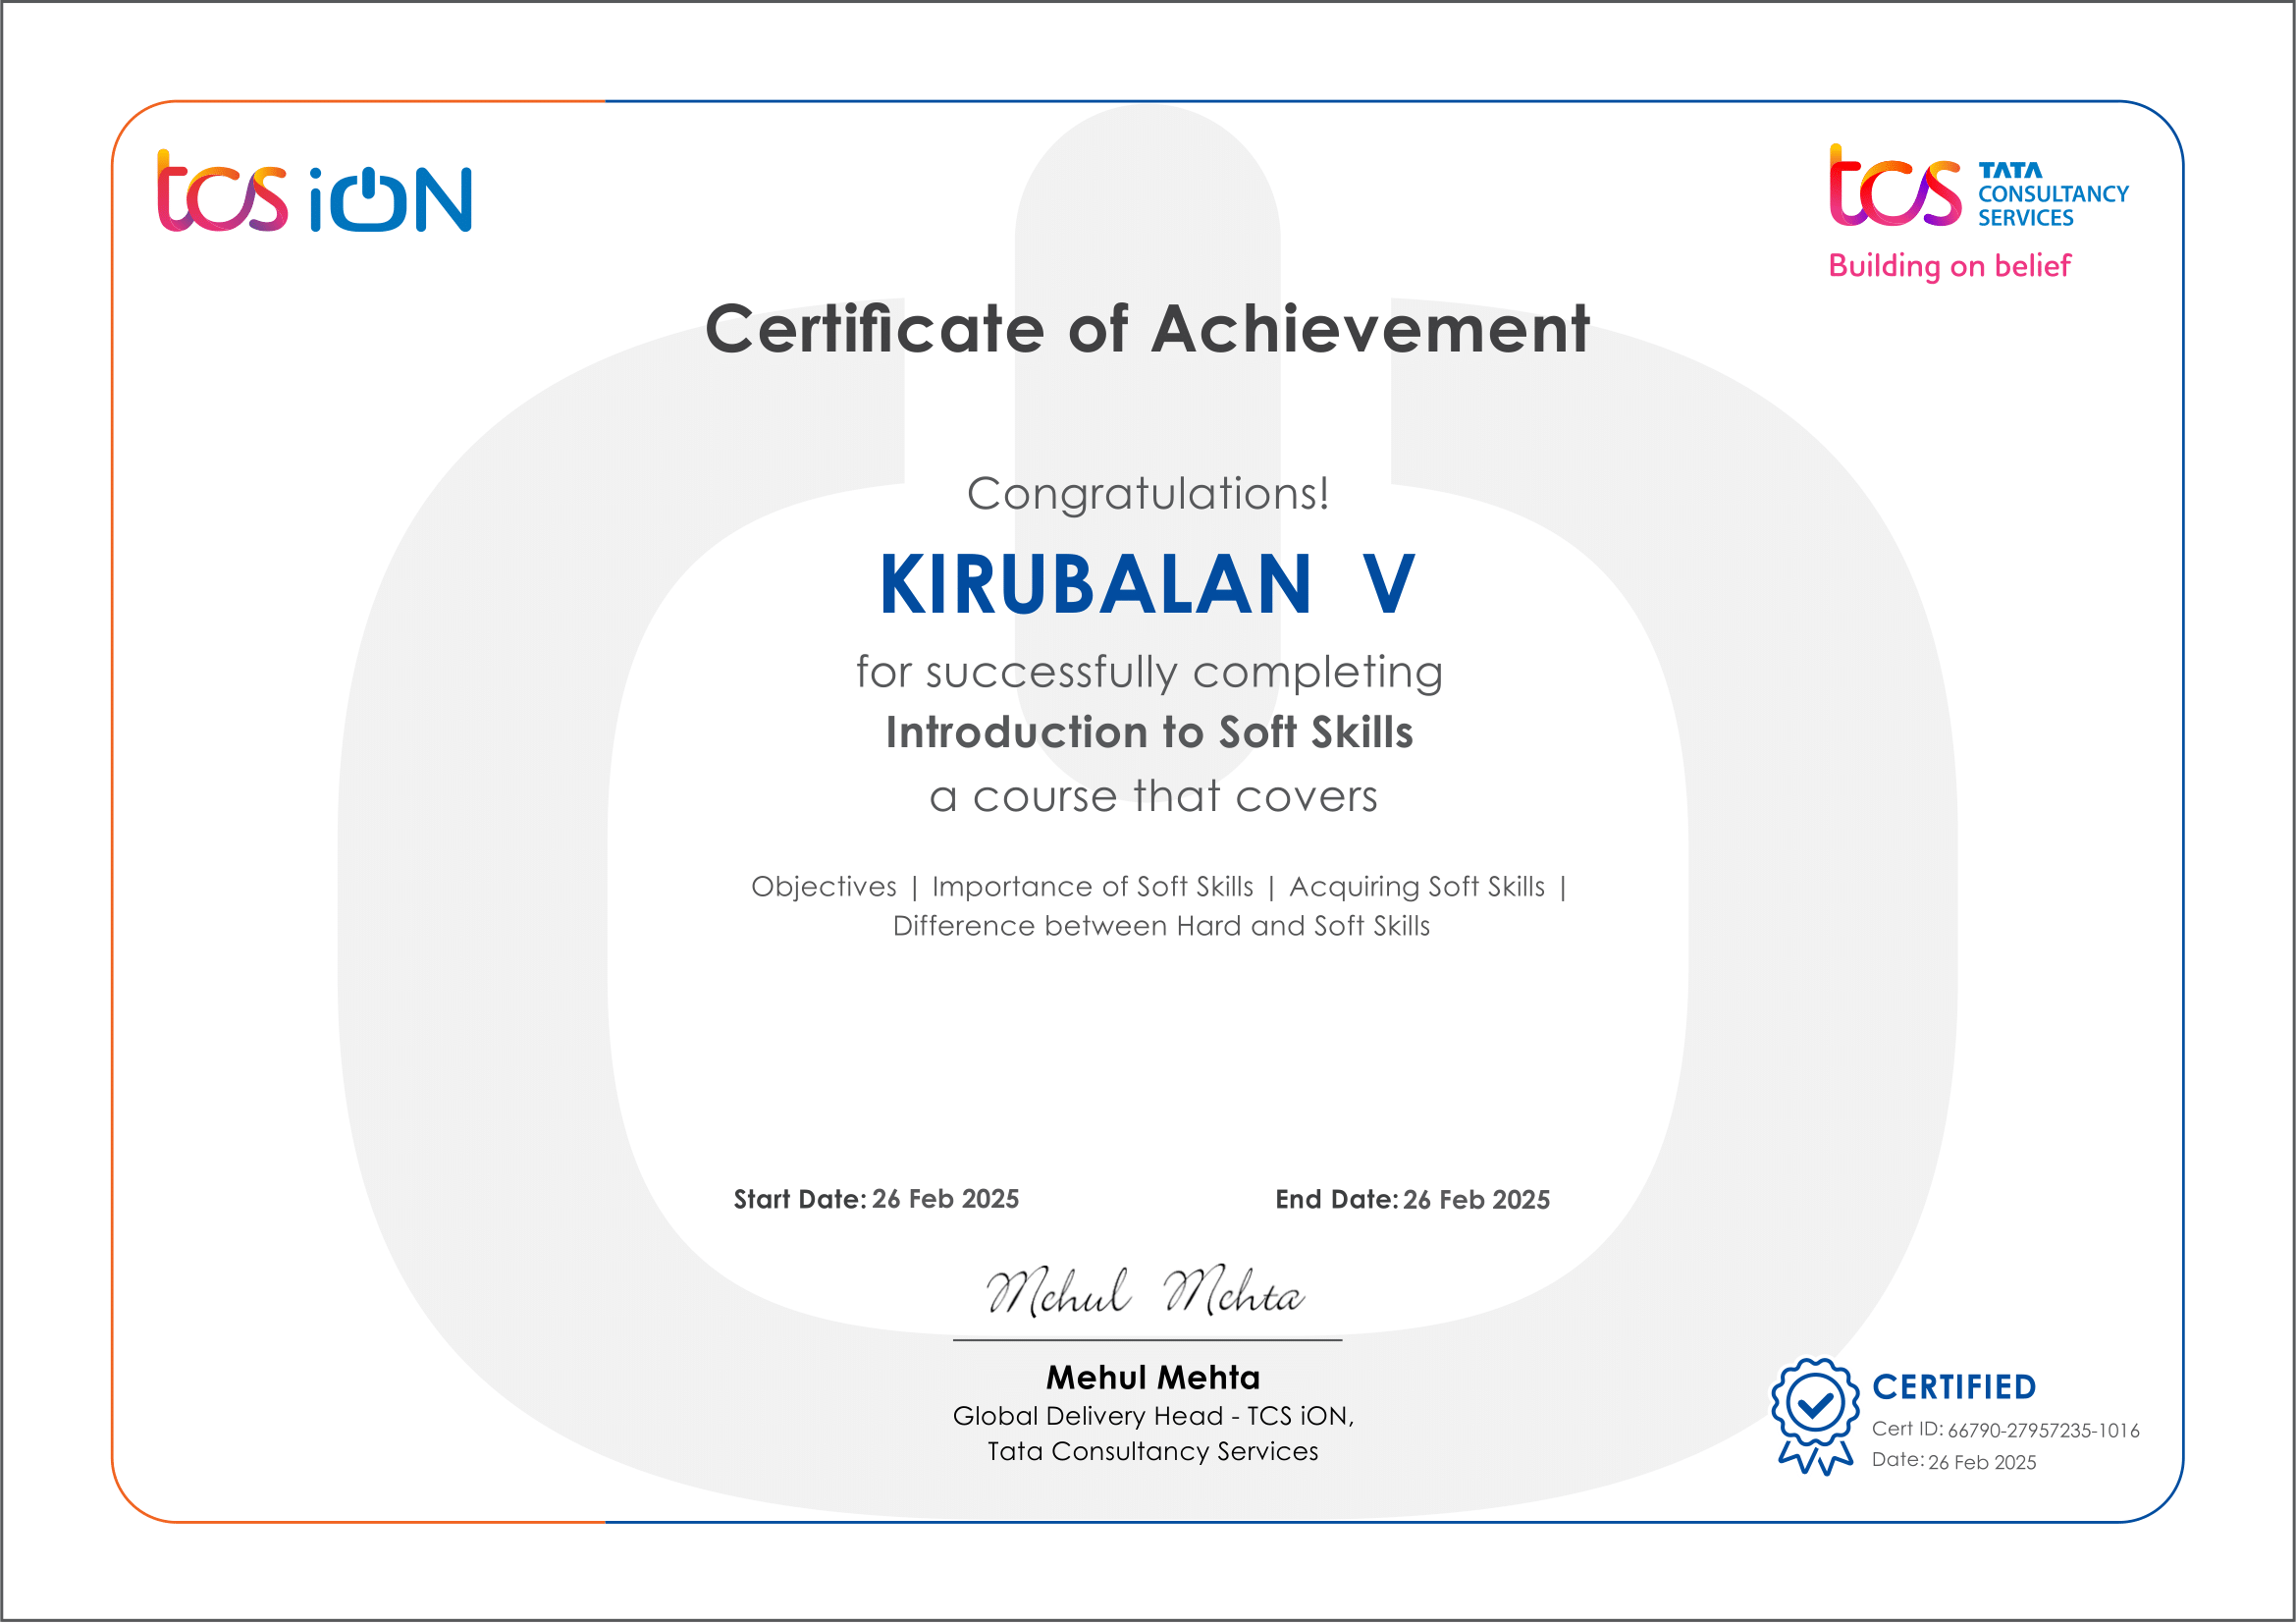 tcs iON
tcs TATA
CONSULTANCY
SERVICES
Building on belief
Certificate of Achievement
Congratulations!
KIRUBALAN V
for successfully completing
Introduction to Soft Skills
a course that covers
Objectives | Importance of Soft Skills | Acquiring Soft Skills |
Difference between Hard and Soft Skills
Start Date: 26 Feb 2025 End Date: 26 Feb 2025
Mehul Mehta
Mehul Mehta
Global Delivery Head - TCS iON,
Tata Consultancy Services
CERTIFIED
Cert ID: 66790-27957235-1016
Date: 26 Feb 2025